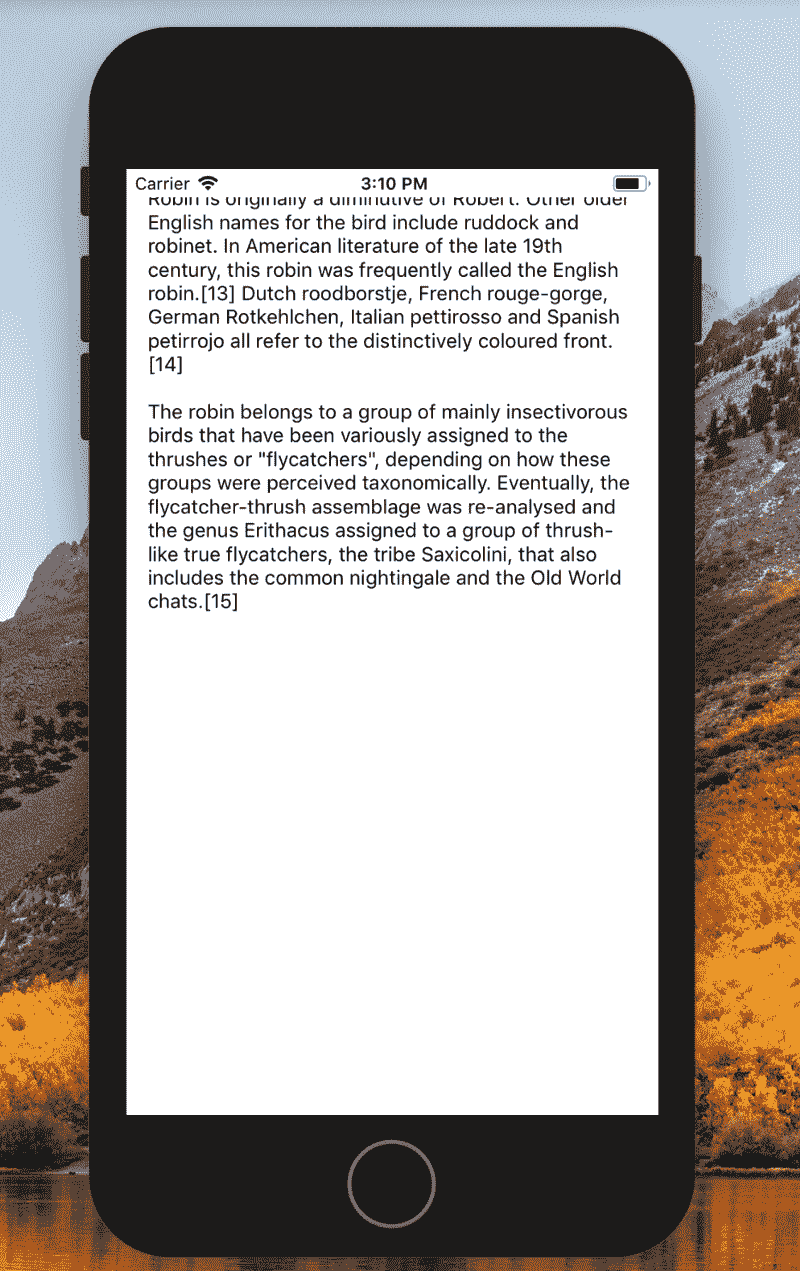 Carrier
3:10 PM
Robin is originally a diminutive of Robert. Other older
English names for the bird include ruddock and
robinet. In American literature of the late 19th
century, this robin was frequently called the English
robin.[13] Dutch roodborstje, French rouge-gorge,
German Rotkehlchen, Italian pettirosso and Spanish
petirrojo all refer to the distinctively coloured front.
[14]
The robin belongs to a group of mainly insectivorous
birds that have been variously assigned to the
thrushes or "flycatchers", depending on how these
groups were perceived taxonomically. Eventually, the
flycatcher-thrush assemblage was re-analysed and
the genus Erithacus assigned to a group of thrush-
like true flycatchers, the tribe Saxicolini, that also
includes the common nightingale and the Old World
chats.[15]